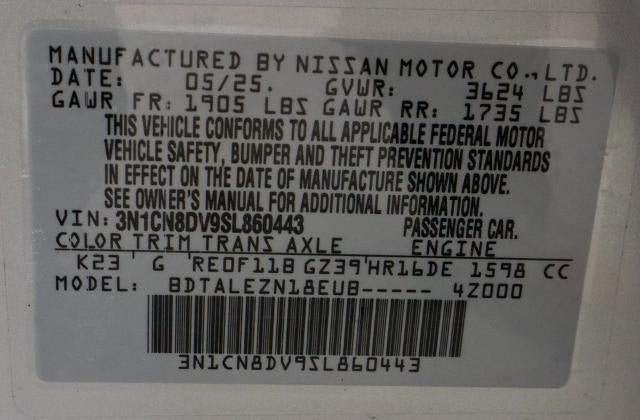 MANUFACTURED BY NISSAN MOTOR CO.,LTD.
DATE: 05/25. GVWR: 3624 LBS
GAWR FR: 1905 LBS GAWR RR: 1735 LBS
THIS VEHICLE CONFORMS TO ALL APPLICABLE FEDERAL MOTOR
VEHICLE SAFETY, BUMPER AND THEFT PREVENTION STANDARDS
IN EFFECT ON THE DATE OF MANUFACTURE SHOWN ABOVE.
SEE OWNER'S MANUAL FOR ADDITIONAL INFORMATION.
VIN: 3N1CN8DV9SL860443 PASSENGER CAR.
COLOR TRIM TRANS AXLE ENGINE
K23 G RE0F11B GZ39 HR16DE 1598 CC
MODEL: BDTALEZN18EUB----- 4Z000
3N1CN8DV9SL860443